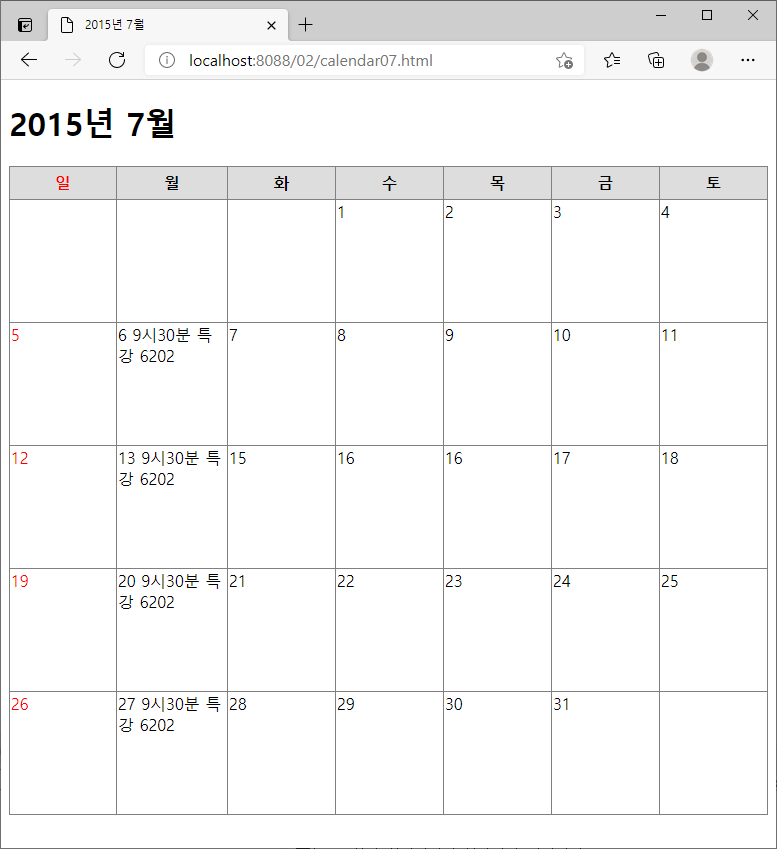 2015년 7월
localhost:8088/02/calendar07.html
2015년 7월
일 월 화 수 목 금 토
1 2 3 4
5 6 9시30분 특 7 8 9 10 11
강 6202
12 13 9시30분 특 15 16 16 17 18
강 6202
19 20 9시30분 특 21 22 23 24 25
강 6202
26 27 9시30분 특 28 29 30 31
강 6202